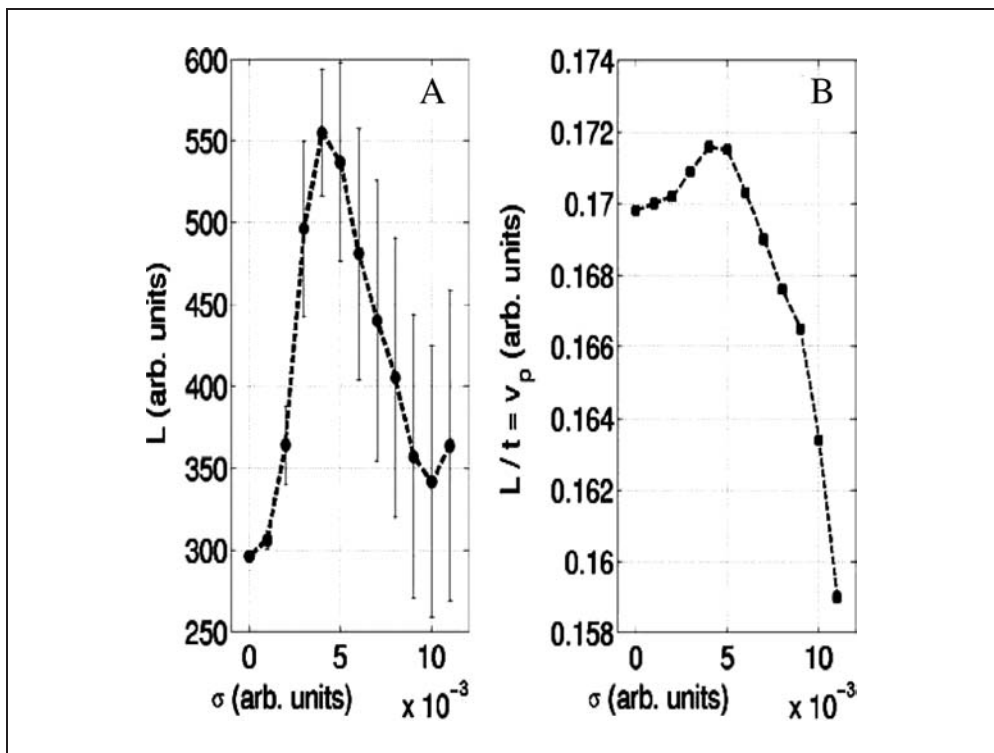 A
600
550
500
450
400
350
300
250
L (arb. units)
0 5 10
σ (arb. units) x 10⁻³
B
0.174
0.172
0.17
0.168
0.166
0.164
0.162
0.16
0.158
L / t = v_p (arb. units)
0 5 10
σ (arb. units) x 10⁻³